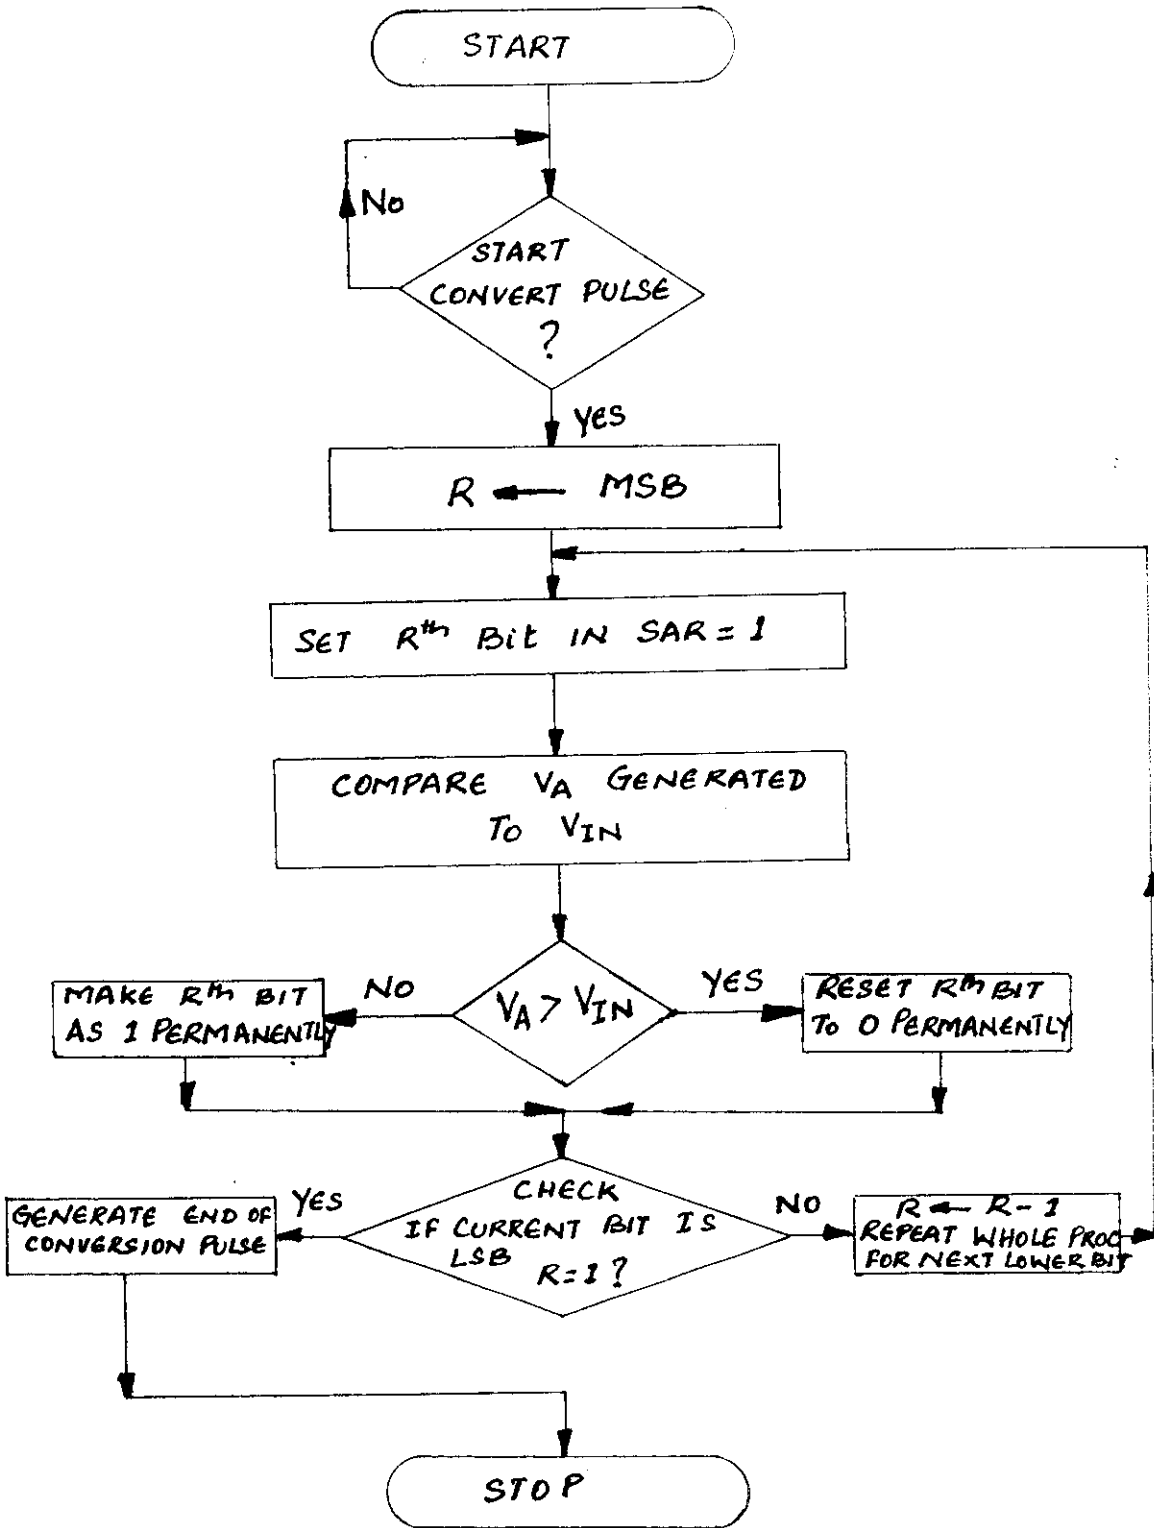 START
No
START
CONVERT PULSE
?
YES
R ← MSB
SET Rth Bit IN SAR = 1
COMPARE VA GENERATED
TO VIN
NO
VA > VIN
YES
MAKE Rth BIT
AS 1 PERMANENTLY
RESET Rth BIT
To 0 PERMANENTLY
CHECK
IF CURRENT BIT IS
LSB
R=1?
YES
GENERATE END OF
CONVERSION PULSE
NO
R ← R-1
REPEAT WHOLE PROC
FOR NEXT LOWER BIT
STOP